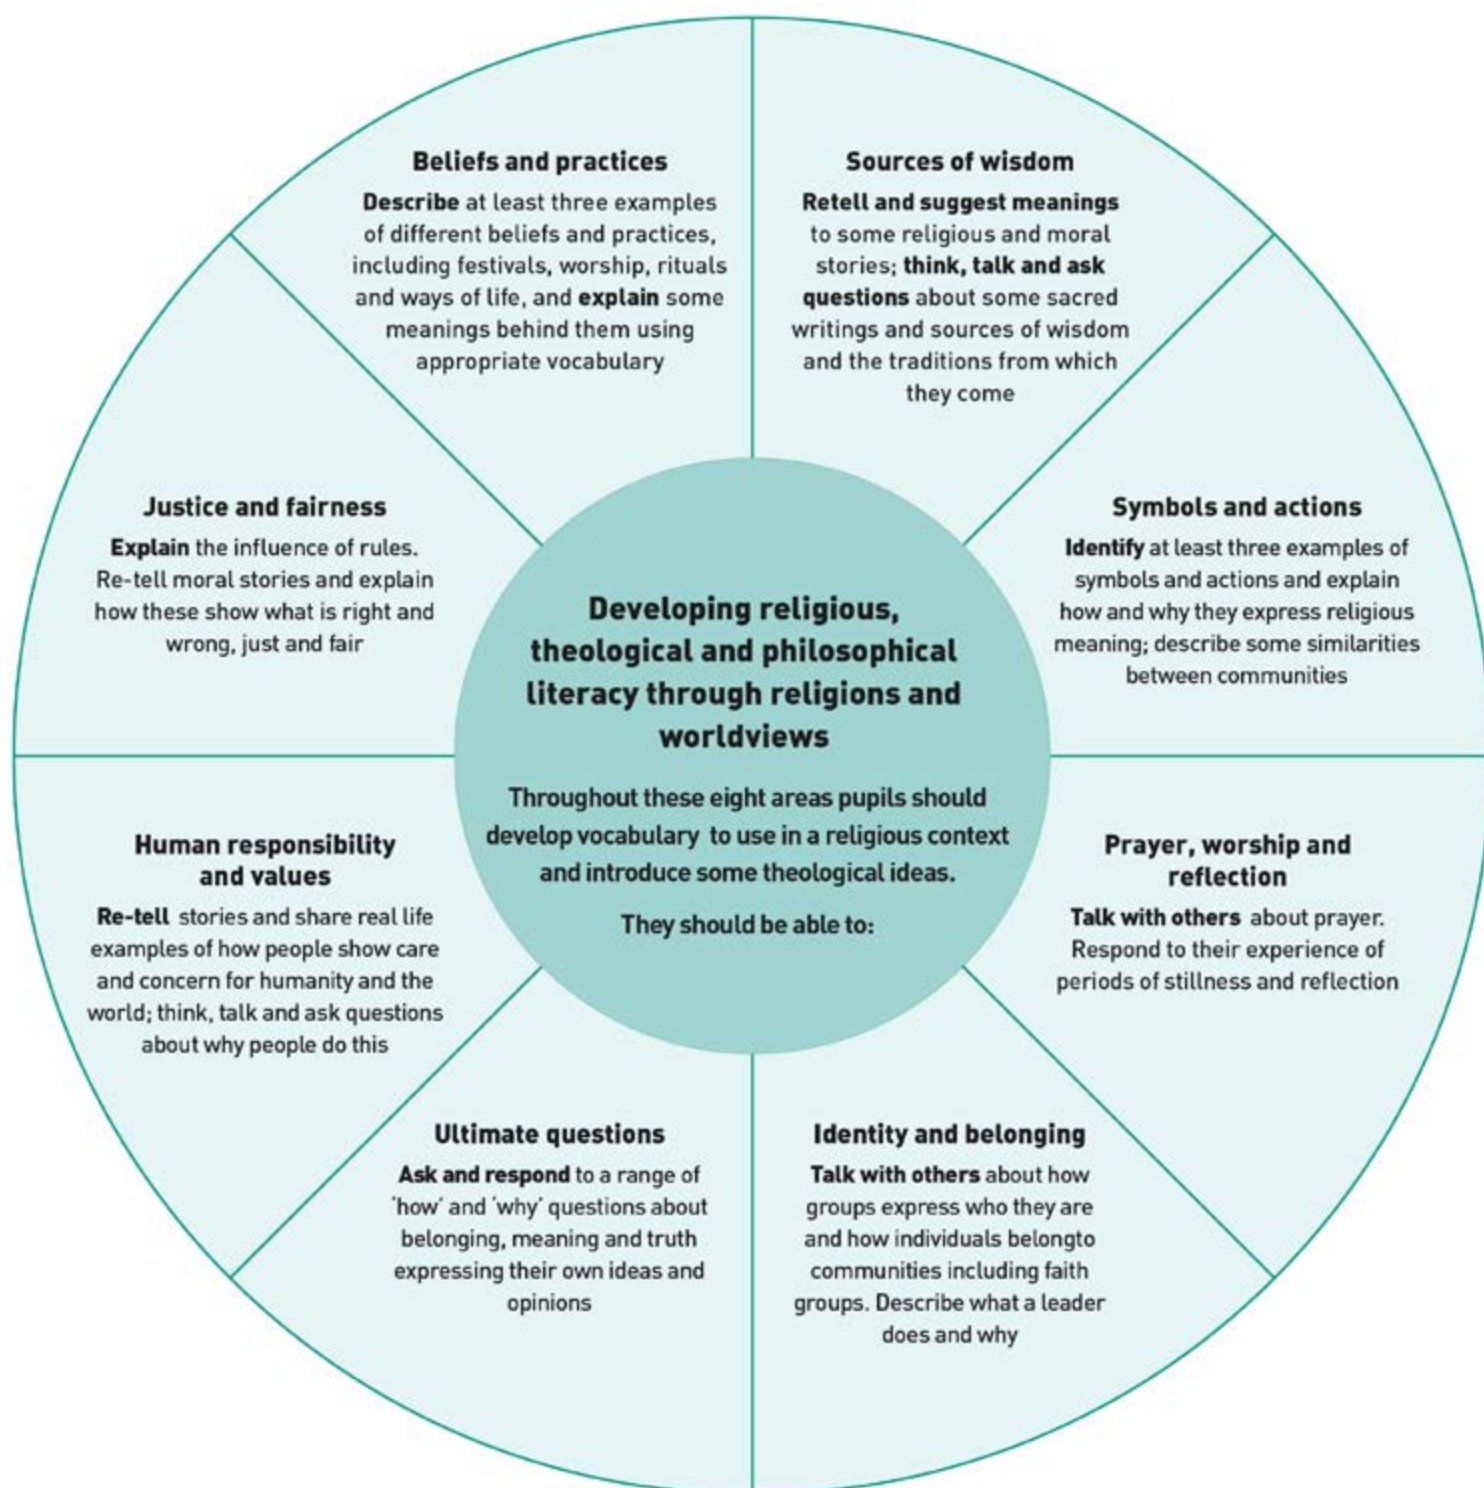 Beliefs and practices
Describe at least three examples
of different beliefs and practices,
including festivals, worship, rituals
and ways of life, and explain some
meanings behind them using
appropriate vocabulary
Sources of wisdom
Retell and suggest meanings
to some religious and moral
stories; think, talk and ask
questions about some sacred
writings and sources of wisdom
and the traditions from which
they come
Symbols and actions
Identify at least three examples of
symbols and actions and explain
how and why they express religious
meaning; describe some similarities
between communities
Prayer, worship and
reflection
Talk with others about prayer.
Respond to their experience of
periods of stillness and reflection
Identity and belonging
Talk with others about how
groups express who they are
and how individuals belongto
communities including faith
groups. Describe what a leader
does and why
Ultimate questions
Ask and respond to a range of
'how' and 'why' questions about
belonging, meaning and truth
expressing their own ideas and
opinions
Human responsibility
and values
Re-tell stories and share real life
examples of how people show care
and concern for humanity and the
world; think, talk and ask questions
about why people do this
Justice and fairness
Explain the influence of rules.
Re-tell moral stories and explain
how these show what is right and
wrong, just and fair
Developing religious,
theological and philosophical
literacy through religions and
worldviews
Throughout these eight areas pupils should
develop vocabulary to use in a religious context
and introduce some theological ideas.
They should be able to: